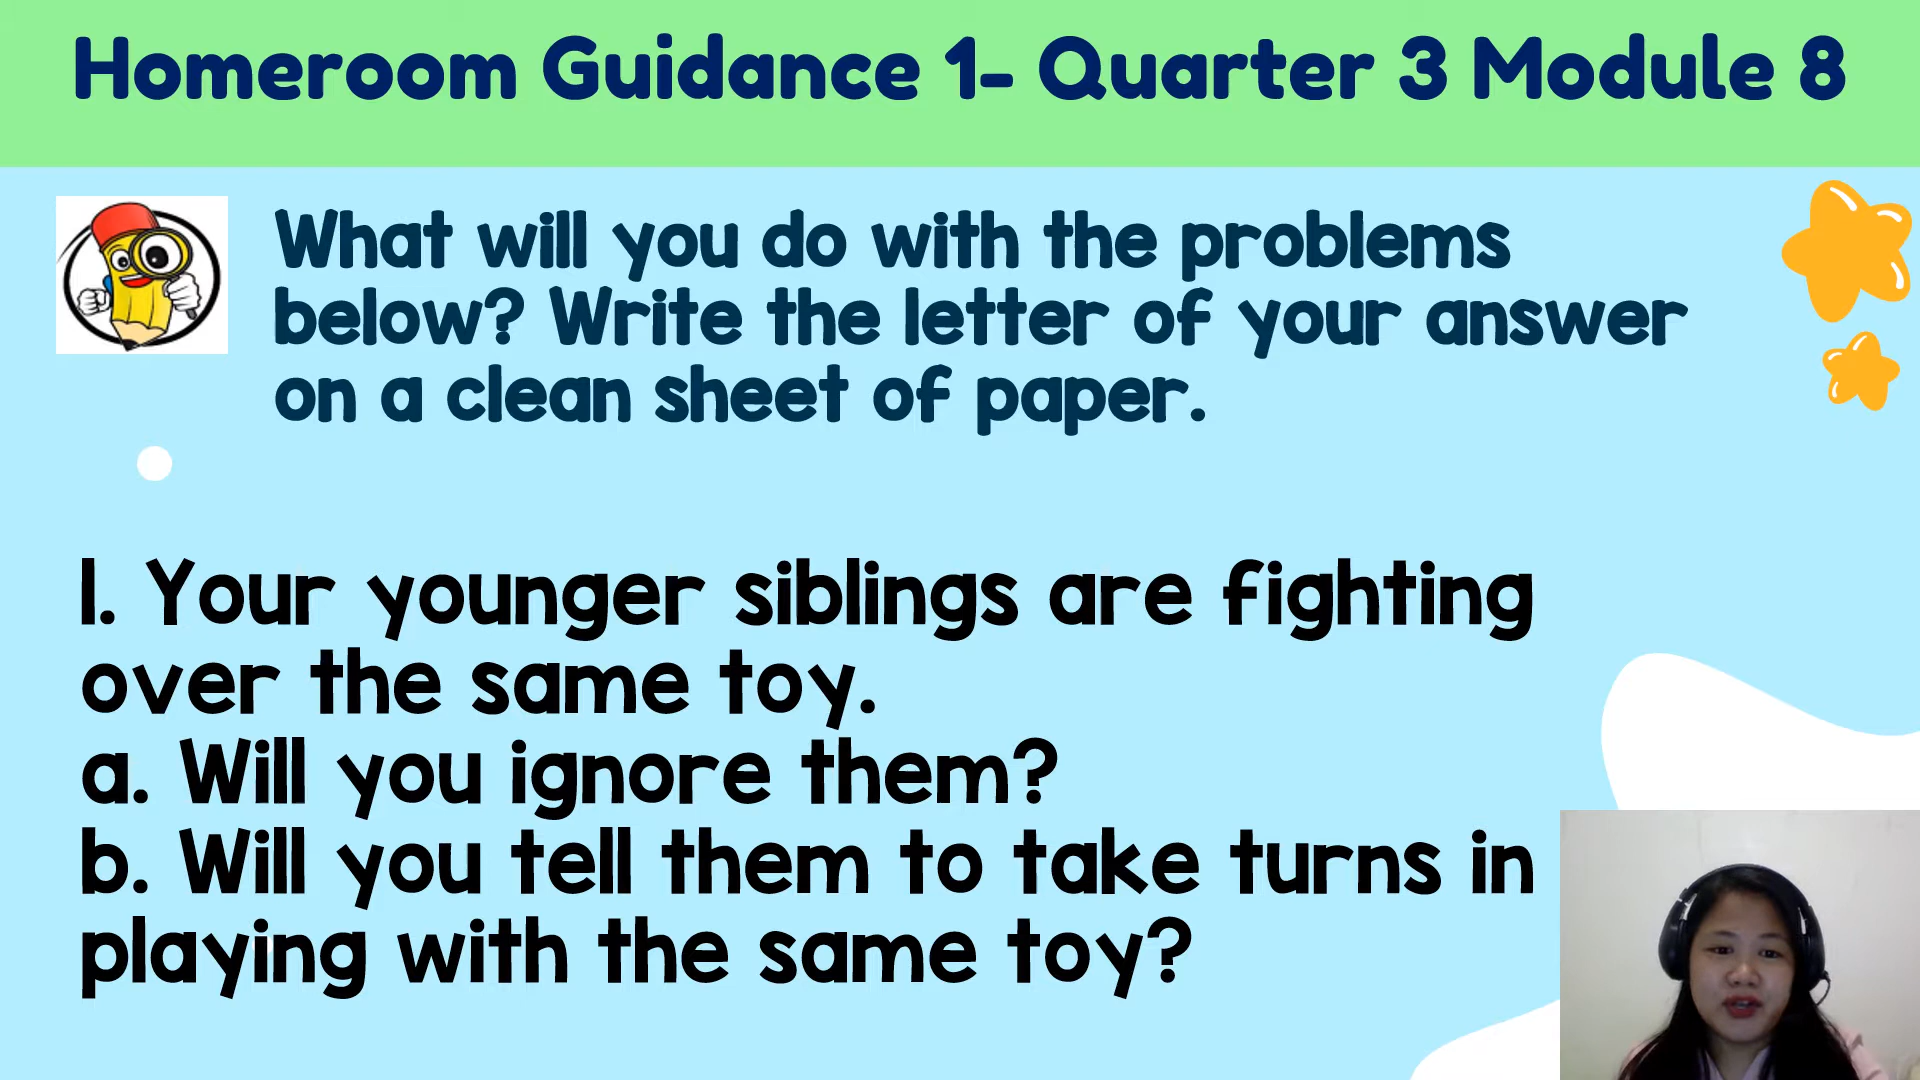 Homeroom Guidance 1- Quarter 3 Module 8
What will you do with the problems
below? Write the letter of your answer
on a clean sheet of paper.
1. Your younger siblings are fighting
over the same toy.
a. Will you ignore them?
b. Will you tell them to take turns in
playing with the same toy?